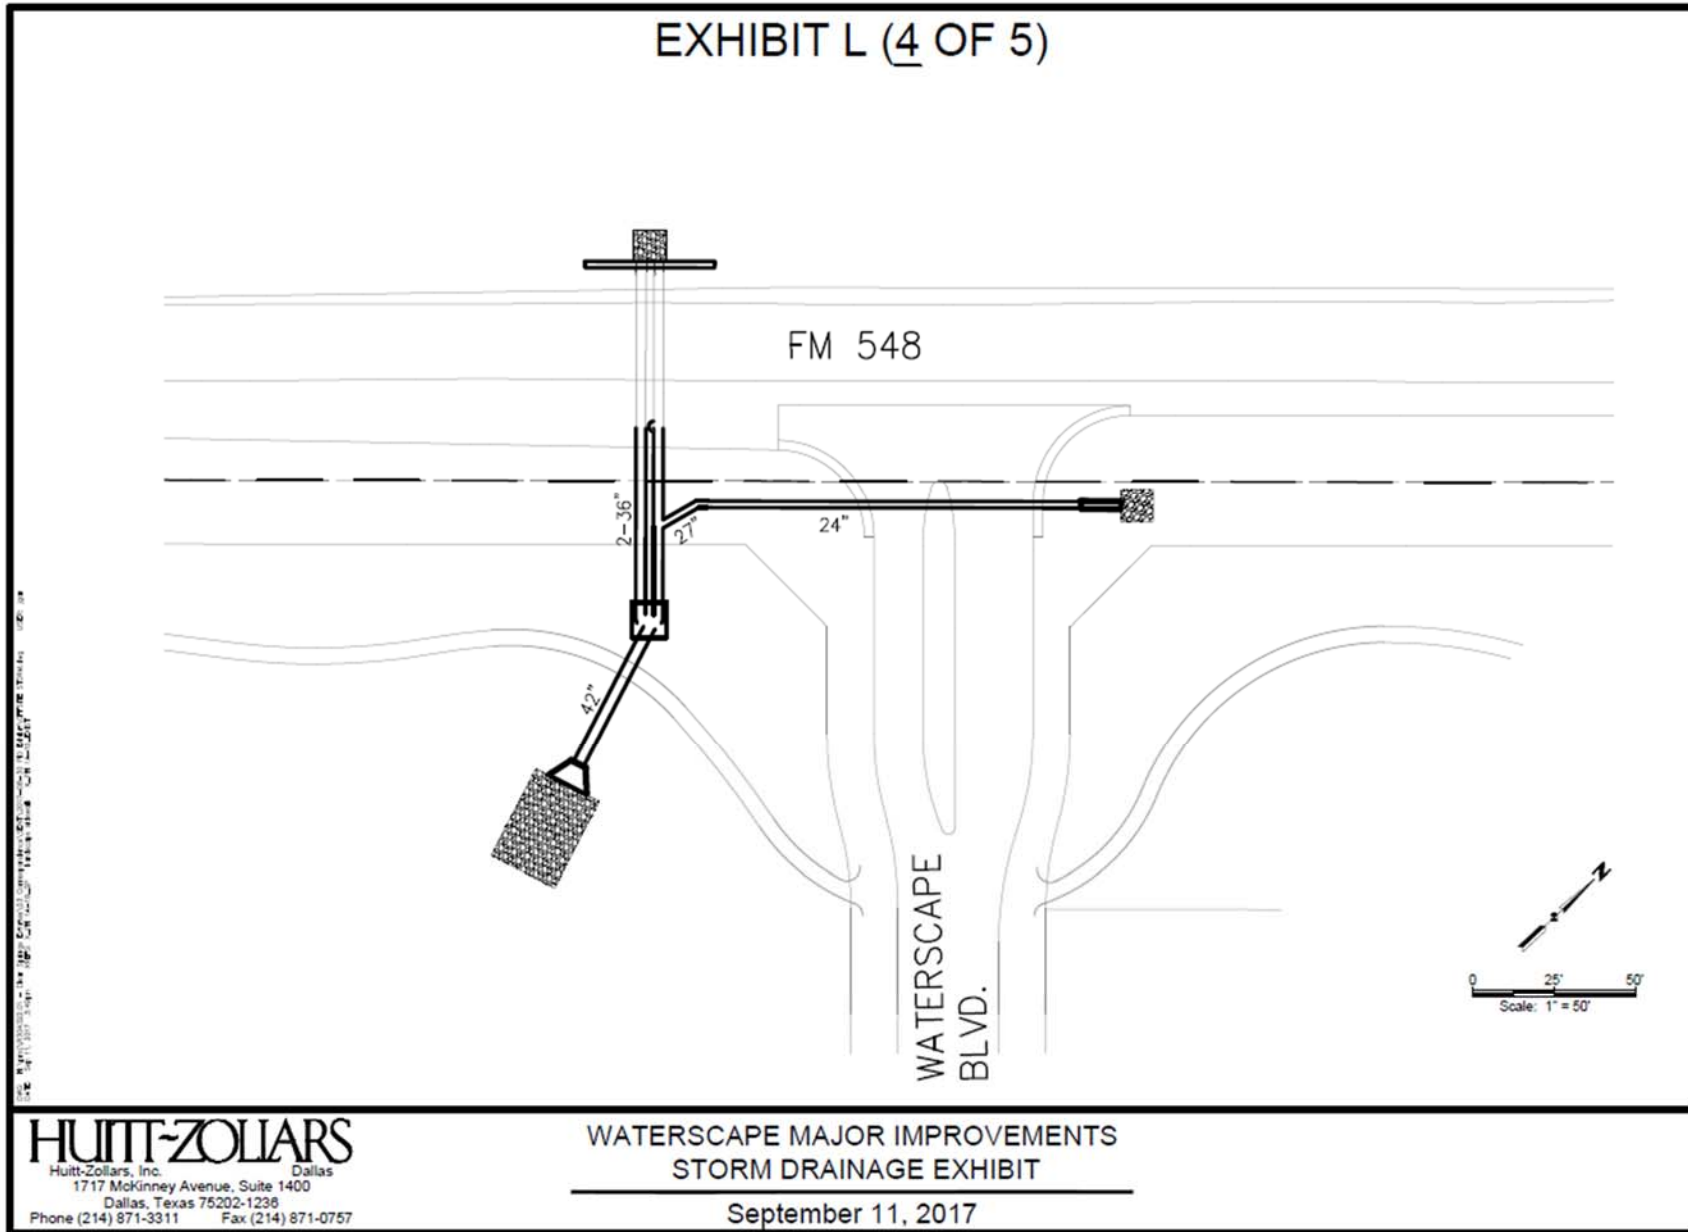 EXHIBIT L (4 OF 5)
FM 548
2-36"
27"
24"
42"
WATERSCAPE
BLVD.
N
0 25' 50'
Scale: 1" = 50'
HUITT-ZOLLARS
Huitt-Zollars, Inc. Dallas
1717 McKinney Avenue, Suite 1400
Dallas, Texas 75202-1236
Phone (214) 871-3311 Fax (214) 871-0757
WATERSCAPE MAJOR IMPROVEMENTS
STORM DRAINAGE EXHIBIT
September 11, 2017